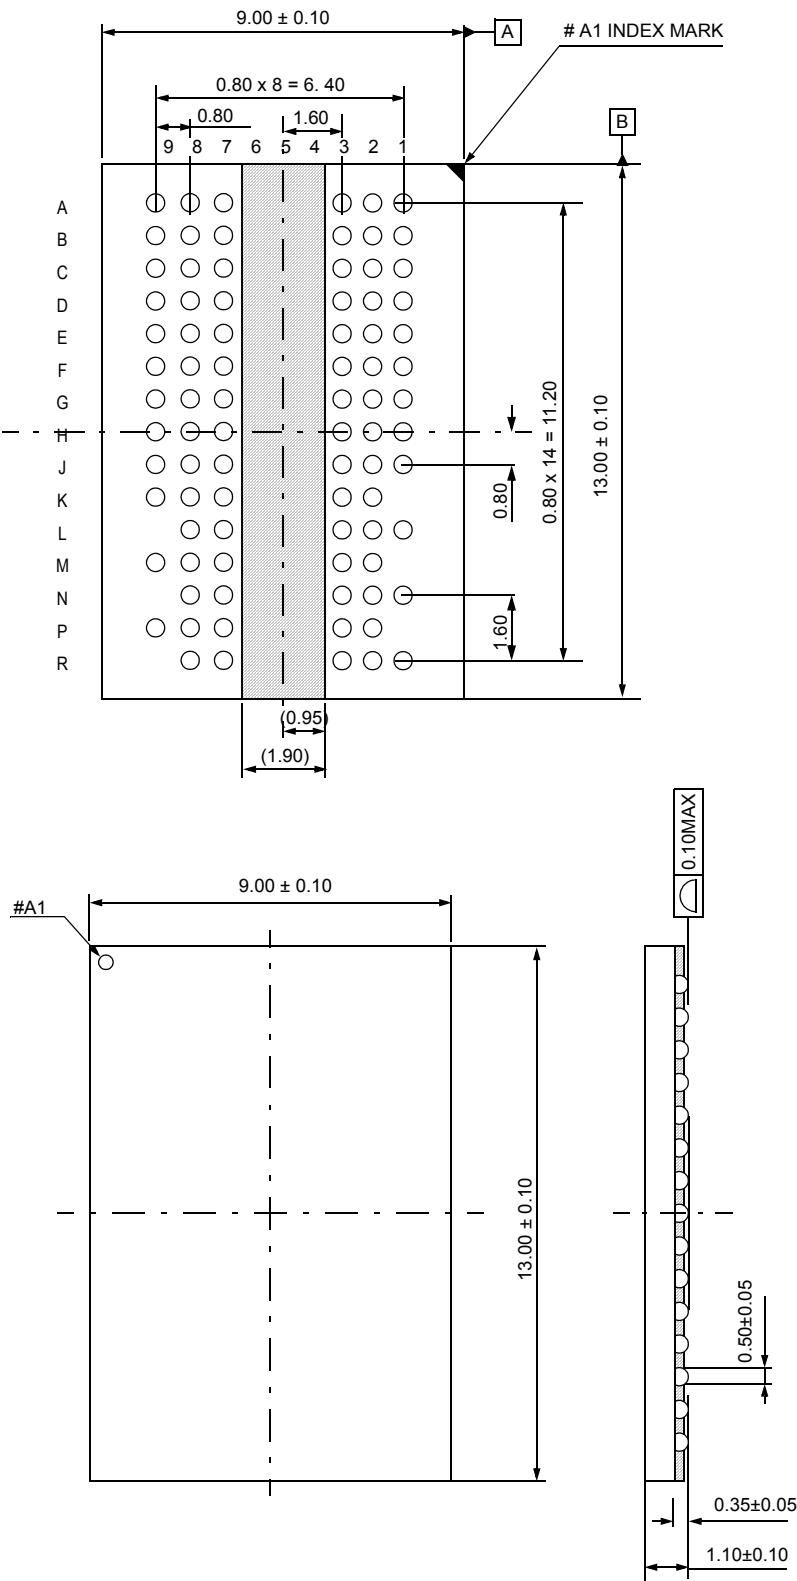 9.00 ± 0.10
A
# A1 INDEX MARK
0.80 x 8 = 6. 40
0.80
1.60
B
9 8 7 6 5 4 3 2 1
A
B
C
D
E
F
G
H
J
K
L
M
N
P
R
0.80
1.60
0.80 x 14 = 11.20
13.00 ± 0.10
(0.95)
(1.90)
0.10MAX
9.00 ± 0.10
#A1
13.00 ± 0.10
0.50±0.05
0.35±0.05
1.10±0.10